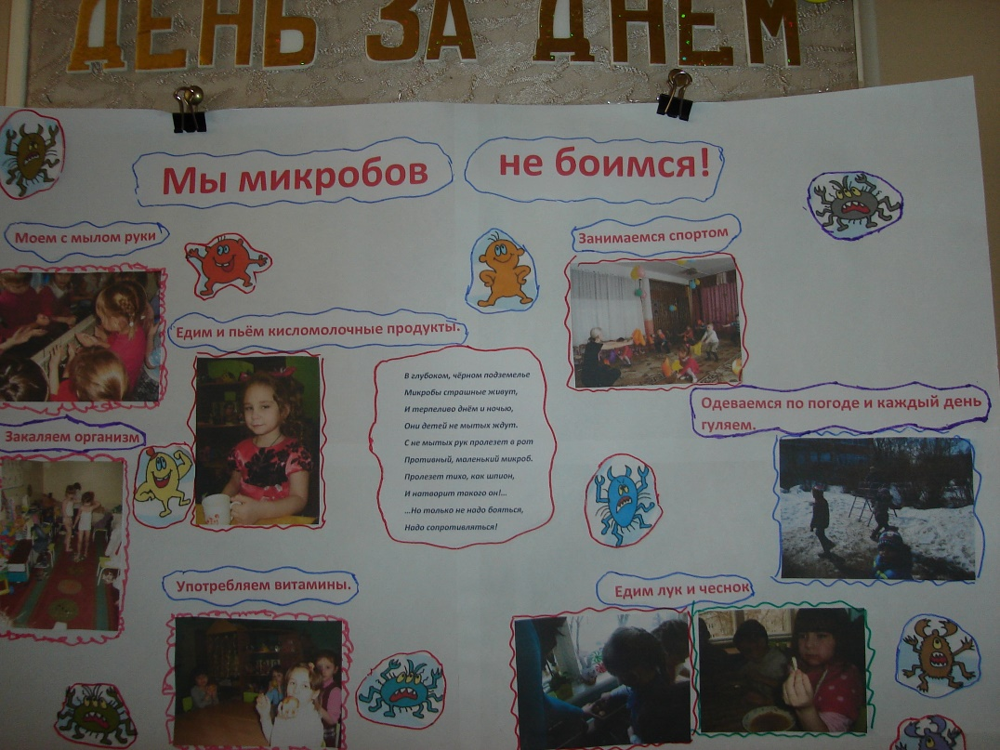 ДЕНЬ ЗА ДНЕМ
Мы микробов не боимся!
Моем с мылом руки
Занимаемся спортом
Едим и пьём кисломолочные продукты.
В глубоком, чёрном подземелье
Микробы страшные живут,
И терпеливо днём и ночью,
Они детей не мытых ждут.
С не мытых рук пролезет в рот
Противный, маленький микроб.
Пролезет тихо, как шпион,
И натворит такого он!...
...Но только не надо бояться,
Надо сопротивляться!
Одеваемся по погоде и каждый день
гуляем.
Закаляем организм
Употребляем витамины.
Едим лук и чеснок